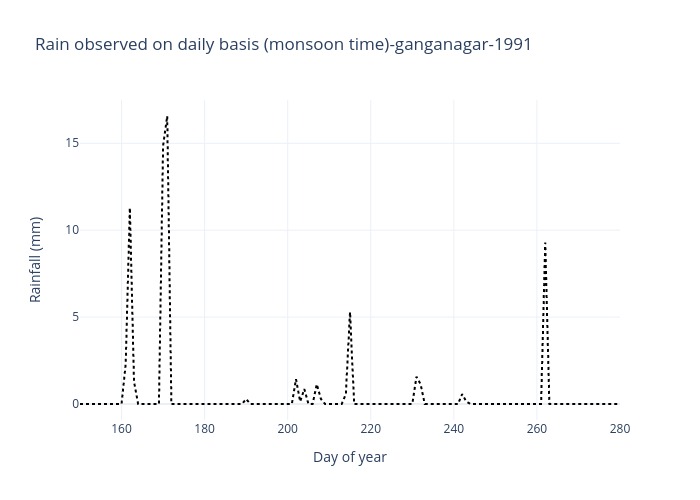 Rain observed on daily basis (monsoon time)-ganganagar-1991
15
10
5
0
Rainfall (mm)
160 180 200 220 240 260 280
Day of year